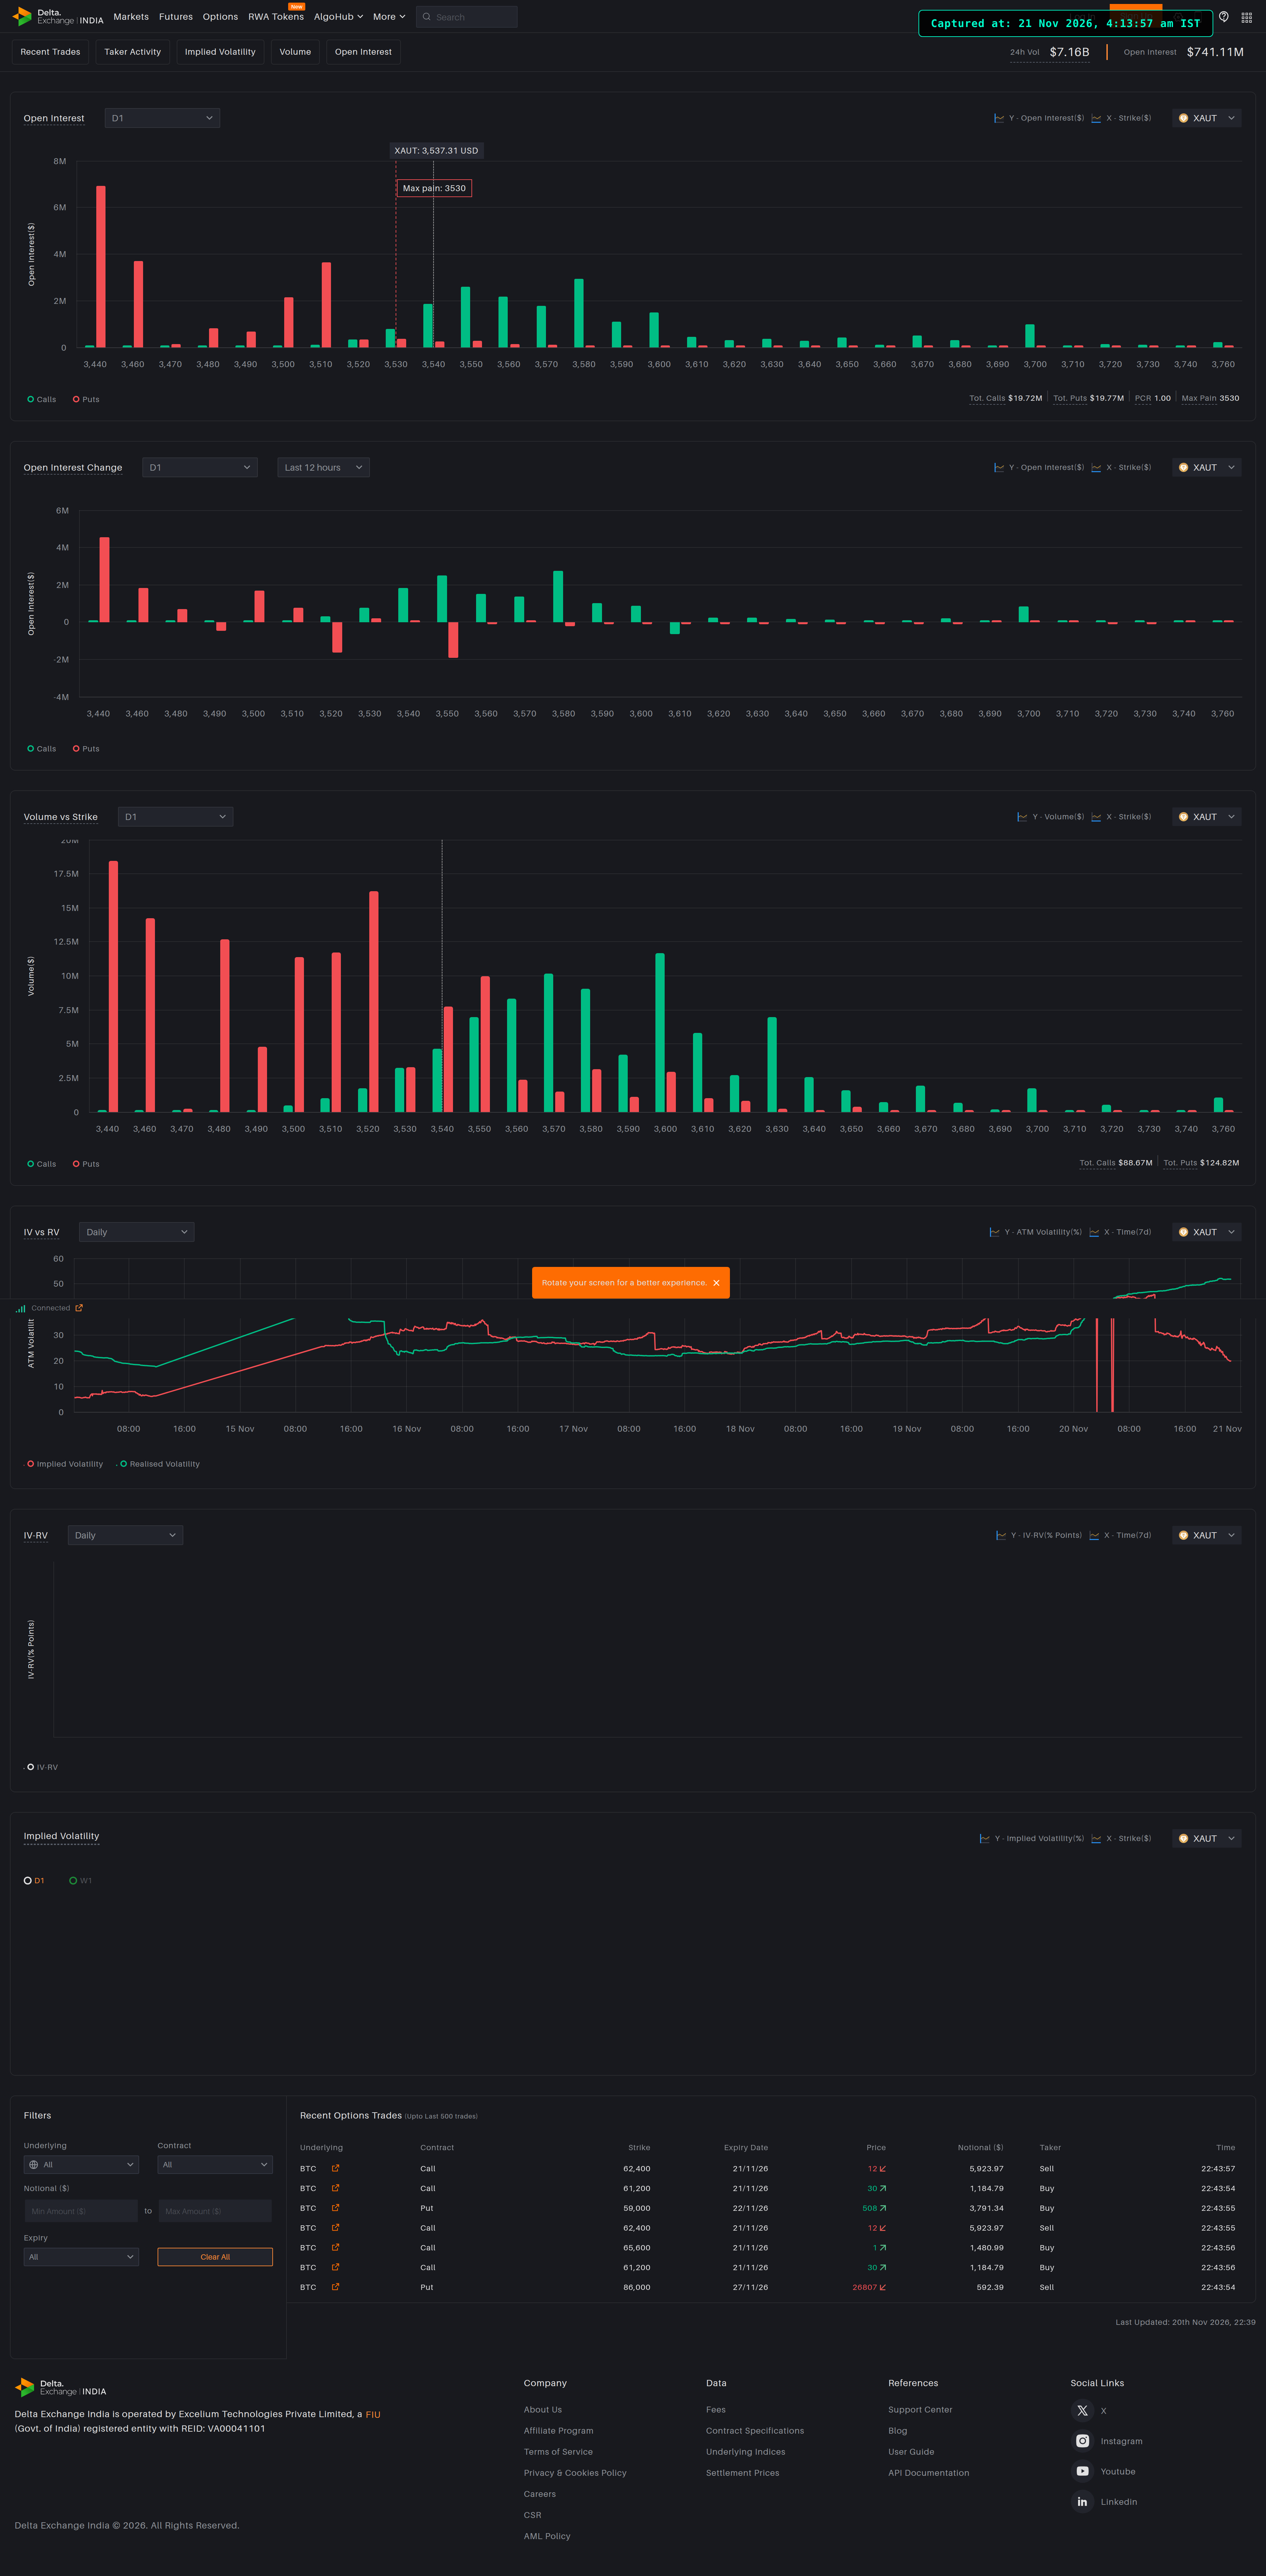 Delta. Exchange | INDIA Markets Futures Options RWA Tokens New AlgoHub More Search
Captured at: 21 Nov 2026, 4:13:57 am IST
Recent Trades Taker Activity Implied Volatility Volume Open Interest 24h Vol $7.16B Open Interest $741.11M
Open Interest D1 Y - Open Interest($) X - Strike($) XAUT
XAUT: 3,537.31 USD
Max pain: 3530
8M
6M
4M
2M
0
Open Interest($)
3,440 3,460 3,470 3,480 3,490 3,500 3,510 3,520 3,530 3,540 3,550 3,560 3,570 3,580 3,590 3,600 3,610 3,620 3,630 3,640 3,650 3,660 3,670 3,680 3,690 3,700 3,710 3,720 3,730 3,740 3,760
Calls Puts Tot. Calls $19.72M Tot. Puts $19.77M PCR 1.00 Max Pain 3530
Open Interest Change D1 Last 12 hours Y - Open Interest($) X - Strike($) XAUT
6M
4M
2M
0
-2M
-4M
Open Interest($)
3,440 3,460 3,480 3,490 3,500 3,510 3,520 3,530 3,540 3,550 3,560 3,570 3,580 3,590 3,600 3,610 3,620 3,630 3,640 3,650 3,660 3,670 3,680 3,690 3,700 3,710 3,720 3,730 3,740 3,760
Calls Puts
Volume vs Strike D1 Y - Volume($) X - Strike($) XAUT
20M
17.5M
15M
12.5M
10M
7.5M
5M
2.5M
0
Volume($)
3,440 3,460 3,470 3,480 3,490 3,500 3,510 3,520 3,530 3,540 3,550 3,560 3,570 3,580 3,590 3,600 3,610 3,620 3,630 3,640 3,650 3,660 3,670 3,680 3,690 3,700 3,710 3,720 3,730 3,740 3,760
Calls Puts Tot. Calls $88.67M Tot. Puts $124.82M
IV vs RV Daily Y - ATM Volatility(%) X - Time(7d) XAUT
60
50
Rotate your screen for a better experience.
Connected
30
20
10
0
ATM Volatilit
08:00 16:00 15 Nov 08:00 16:00 16 Nov 08:00 16:00 17 Nov 08:00 16:00 18 Nov 08:00 16:00 19 Nov 08:00 16:00 20 Nov 08:00 16:00 21 Nov
Implied Volatility Realised Volatility
IV-RV Daily Y - IV-RV(% Points) X - Time(7d) XAUT
IV-RV(% Points)
IV-RV
Implied Volatility Y - Implied Volatility(%) X - Strike($) XAUT
D1 W1
Filters
Underlying Contract
All All
Notional ($)
Min Amount ($) to Max Amount ($)
Expiry
All Clear All
Recent Options Trades (Upto Last 500 trades)
Underlying Contract Strike Expiry Date Price Notional ($) Taker Time
BTC Call 62,400 21/11/26 12 5,923.97 Sell 22:43:57
BTC Call 61,200 21/11/26 30 1,184.79 Buy 22:43:54
BTC Put 59,000 22/11/26 508 3,791.34 Buy 22:43:55
BTC Call 62,400 21/11/26 12 5,923.97 Sell 22:43:55
BTC Call 65,600 21/11/26 1 1,480.99 Buy 22:43:56
BTC Call 61,200 21/11/26 30 1,184.79 Buy 22:43:56
BTC Put 86,000 27/11/26 26807 592.39 Sell 22:43:54
Last Updated: 20th Nov 2026, 22:39
Delta. Exchange | INDIA
Delta Exchange India is operated by Excelium Technologies Private Limited, a FIU
(Govt. of India) registered entity with REID: VA00041101
Delta Exchange India © 2026. All Rights Reserved.
Company
About Us
Affiliate Program
Terms of Service
Privacy & Cookies Policy
Careers
CSR
AML Policy
Data
Fees
Contract Specifications
Underlying Indices
Settlement Prices
References
Support Center
Blog
User Guide
API Documentation
Social Links
X
Instagram
Youtube
Linkedin